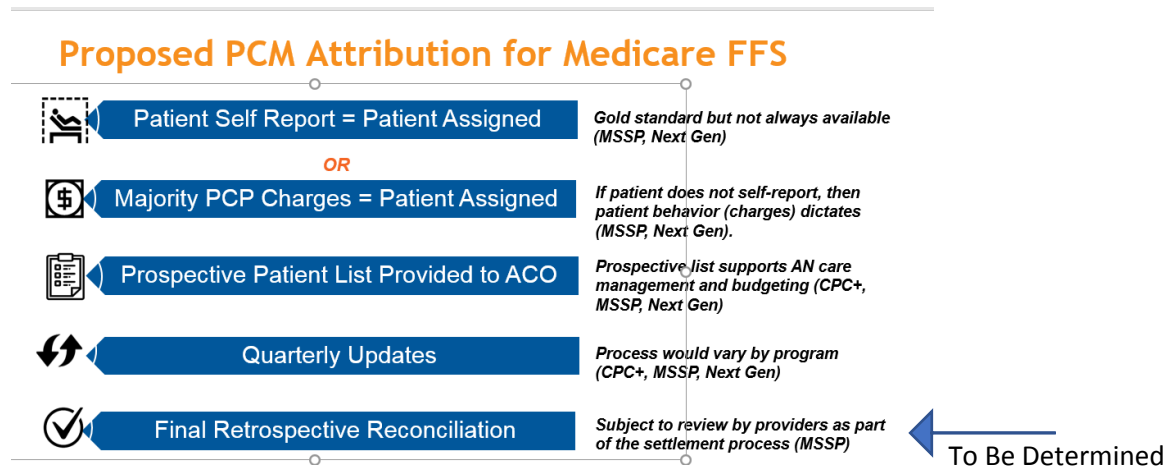 Proposed PCM Attribution for Medicare FFS
Patient Self Report = Patient Assigned
Gold standard but not always available
(MSSP, Next Gen)
OR
$
Majority PCP Charges = Patient Assigned
If patient does not self-report, then
patient behavior (charges) dictates
(MSSP, Next Gen).
Prospective Patient List Provided to ACO
Prospective list supports AN care
management and budgeting (CPC+,
MSSP, Next Gen)
Quarterly Updates
Process would vary by program
(CPC+, MSSP, Next Gen)
Final Retrospective Reconciliation
Subject to review by providers as part
of the settlement process (MSSP)
To Be Determined